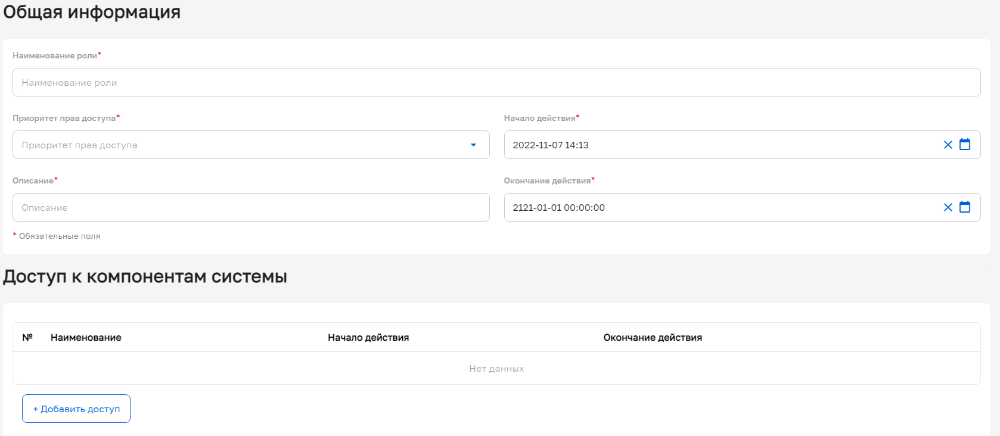 Общая информация
Наименование роли*
Наименование роли
Приоритет прав доступа*
Приоритет прав доступа
Начало действия*
2022-11-07 14:13
Описание*
Описание
Окончание действия*
2121-01-01 00:00:00
* Обязательные поля
Доступ к компонентам системы
№ Наименование Начало действия Окончание действия
Нет данных
+ Добавить доступ